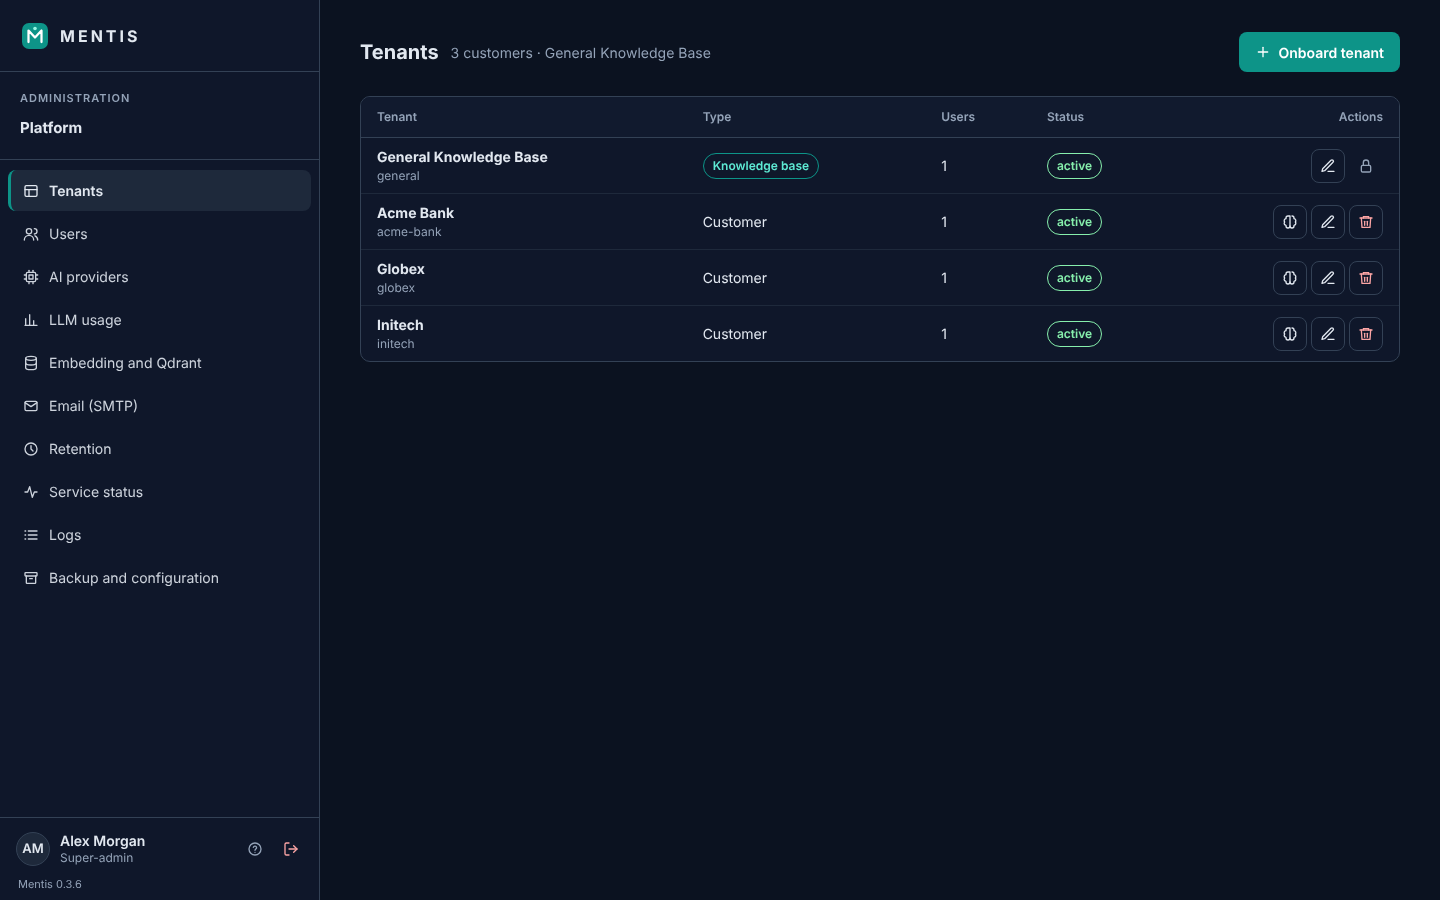 MENTIS
ADMINISTRATION
Platform
Tenants
Users
AI providers
LLM usage
Embedding and Qdrant
Email (SMTP)
Retention
Service status
Logs
Backup and configuration
AM
Alex Morgan
Super-admin
Mentis 0.3.6
Tenants 3 customers · General Knowledge Base
Onboard tenant
Tenant Type Users Status Actions
General Knowledge Base
general
Knowledge base 1 active
Acme Bank
acme-bank
Customer 1 active
Globex
globex
Customer 1 active
Initech
initech
Customer 1 active